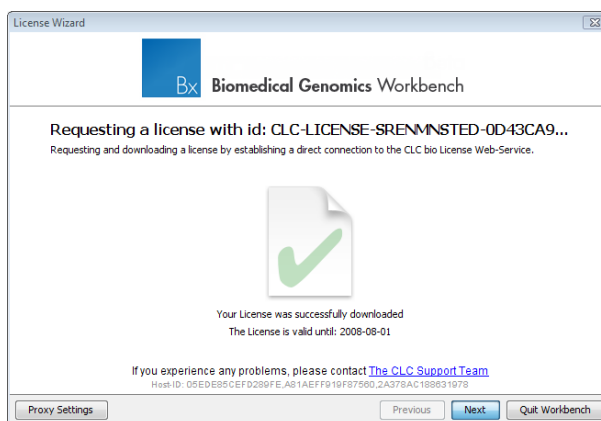 License Wizard
Bx Biomedical Genomics Workbench
Requesting a license with id: CLC-LICENSE-SRENMNSTED-0D43CA9...
Requesting and downloading a license by establishing a direct connection to the CLC bio License Web-Service.
Your License was successfully downloaded
The License is valid until: 2008-08-01
If you experience any problems, please contact The CLC Support Team
Host-ID: 05EDE85CEFD289FE,A81AEFF919F87560,2A378AC188631978
Proxy Settings Previous Next Quit Workbench